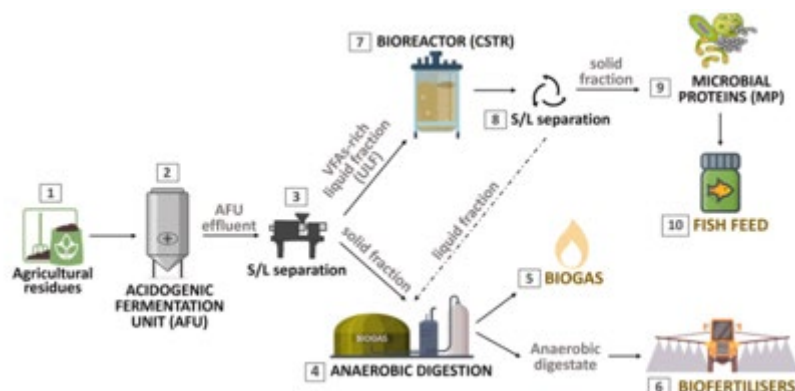 1
Agricultural
residues
2
ACIDOGENIC
FERMENTATION
UNIT (AFU)
AFU
effluent
3
S/L separation
VFAs-rich
liquid fraction
(ULF)
solid fraction
7 BIOREACTOR (CSTR)
8 S/L separation
liquid fraction
solid
fraction
9 MICROBIAL
PROTEINS (MP)
10 FISH FEED
BIOGAS
4 ANAEROBIC DIGESTION
5 BIOGAS
Anaerobic
digestate
6 BIOFERTILISERS